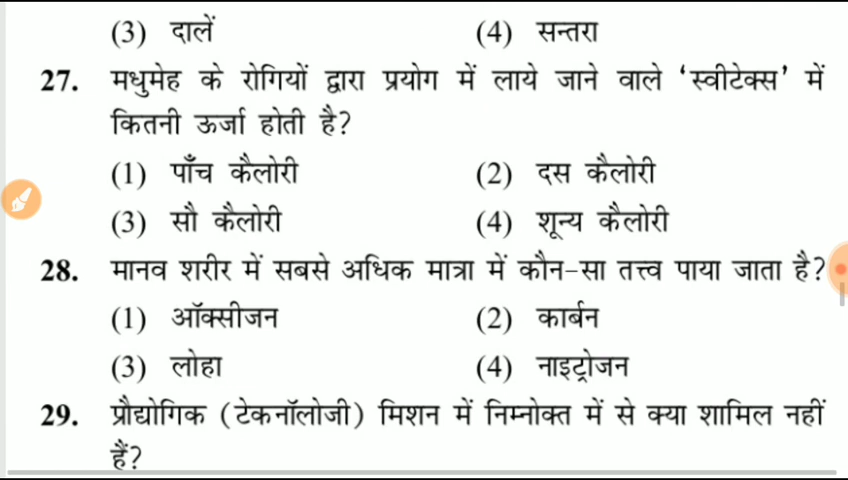 (3) दालें (4) सन्तरा
27. मधुमेह के रोगियों द्वारा प्रयोग में लाये जाने वाले ‘स्वीटेक्स’ में
कितनी ऊर्जा होती है?
(1) पाँच कैलोरी (2) दस कैलोरी
(3) सौ कैलोरी (4) शून्य कैलोरी
28. मानव शरीर में सबसे अधिक मात्रा में कौन-सा तत्त्व पाया जाता है?
(1) ऑक्सीजन (2) कार्बन
(3) लोहा (4) नाइट्रोजन
29. प्रौद्योगिक (टेकनॉलोजी) मिशन में निम्नोक्त में से क्या शामिल नहीं
हैं?